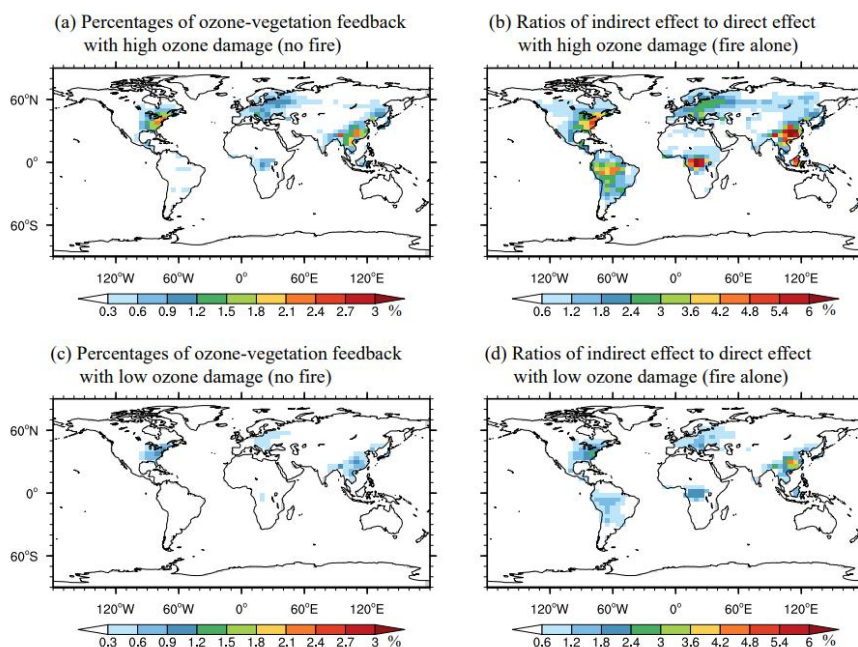 (a) Percentages of ozone-vegetation feedback
with high ozone damage (no fire)
(b) Ratios of indirect effect to direct effect
with high ozone damage (fire alone)
60°N
0°
60°S
120°W 60°W 0° 60°E 120°E
120°W 60°W 0° 60°E 120°E
0.3 0.6 0.9 1.2 1.5 1.8 2.1 2.4 2.7 3 %
0.6 1.2 1.8 2.4 3 3.6 4.2 4.8 5.4 6 %
(c) Percentages of ozone-vegetation feedback
with low ozone damage (no fire)
(d) Ratios of indirect effect to direct effect
with low ozone damage (fire alone)
60°N
0°
60°S
120°W 60°W 0° 60°E 120°E
120°W 60°W 0° 60°E 120°E
0.3 0.6 0.9 1.2 1.5 1.8 2.1 2.4 2.7 3 %
0.6 1.2 1.8 2.4 3 3.6 4.2 4.8 5.4 6 %